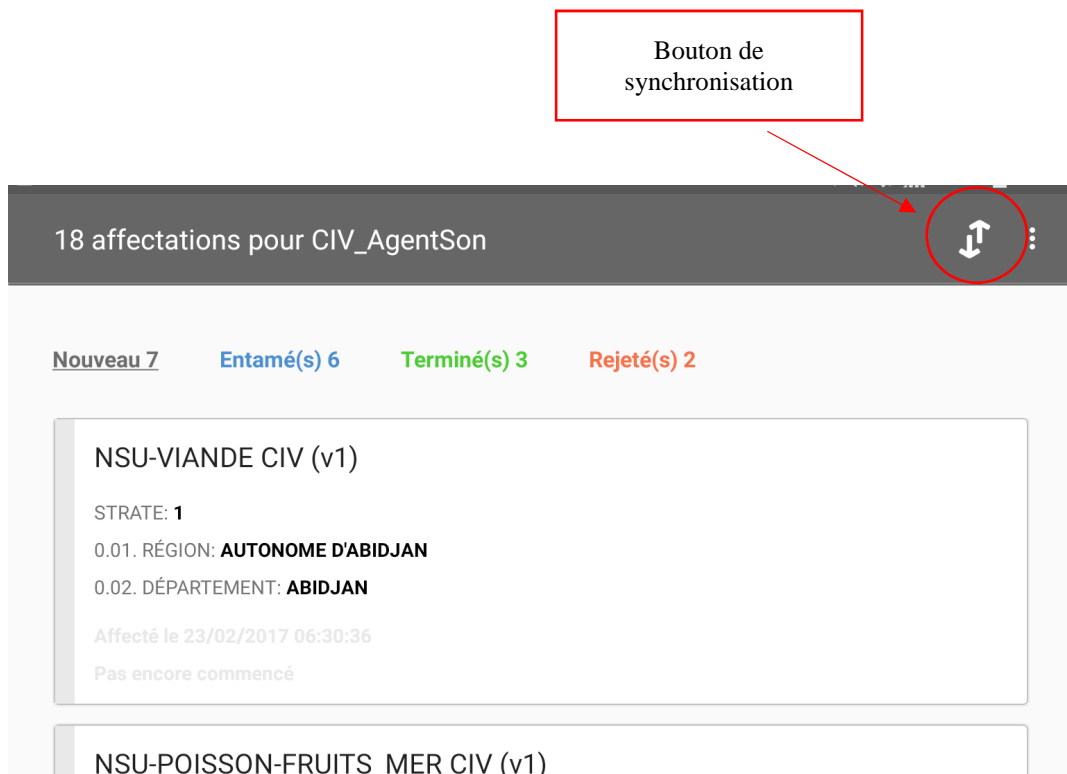 Bouton de
synchronisation
18 affectations pour CIV_AgentSon
Nouveau 7 Entamé(s) 6 Terminé(s) 3 Rejeté(s) 2
NSU-VIANDE CIV (v1)
STRATE: 1
0.01. RÉGION: AUTONOME D'ABIDJAN
0.02. DÉPARTEMENT: ABIDJAN
Affecté le 23/02/2017 06:30:36
Pas encore commencé
NSU-POISSON-FRUITS_MER CIV (v1)